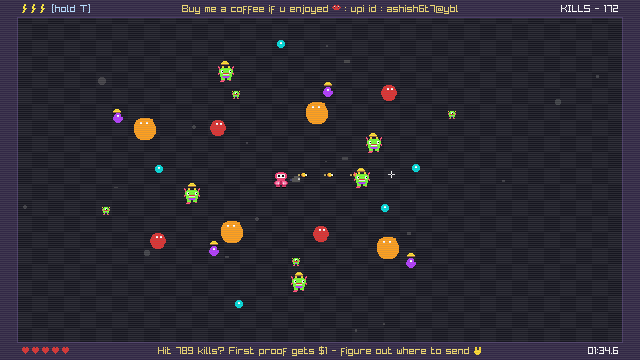 [hold T]
Buy me a coffee if u enjoyed ❤ : upi id : ashish6t7@ybl
KILLS - 172
Hit 789 kills? First proof gets $1 - figure out where to send
01:34.6